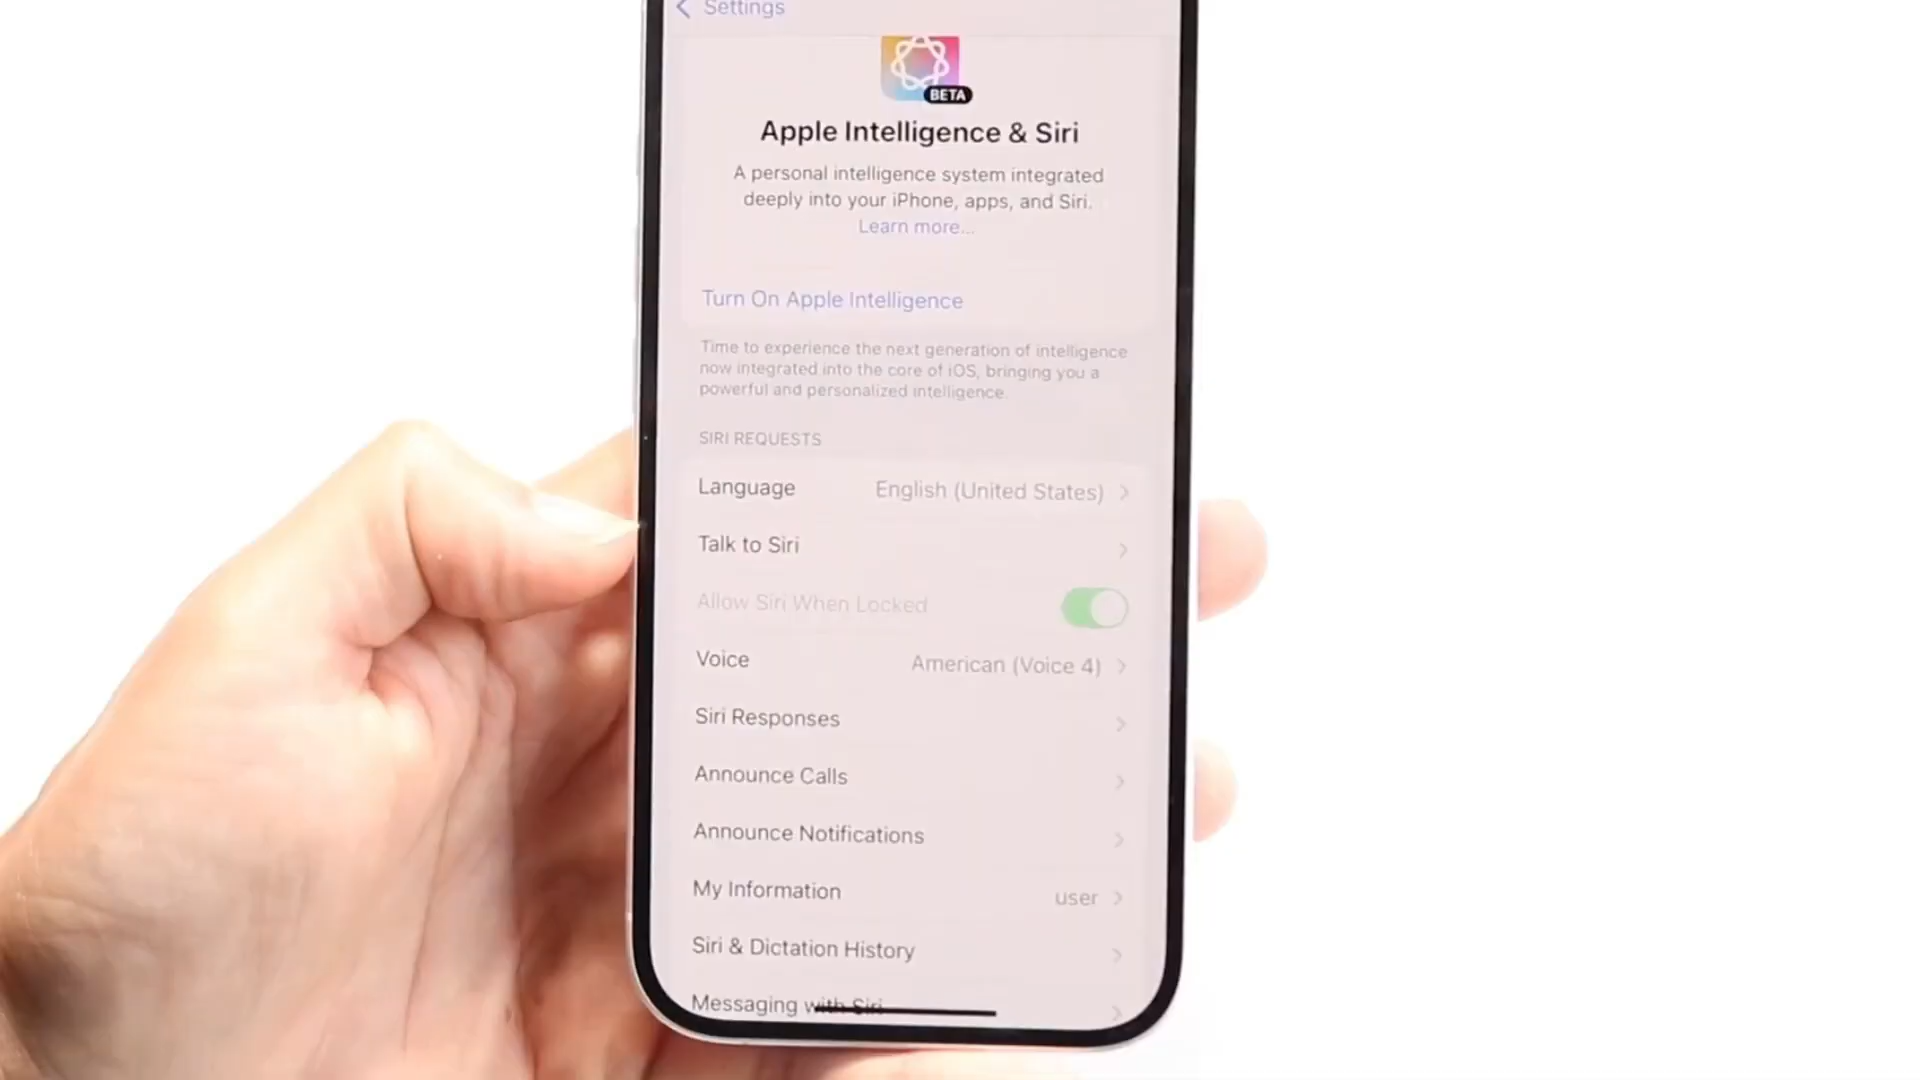 Settings
BETA
Apple Intelligence & Siri
A personal intelligence system integrated
deeply into your iPhone, apps, and Siri.
Learn more...
Turn On Apple Intelligence
Time to experience the next generation of intelligence
now integrated into the core of iOS, bringing you a
powerful and personalized intelligence.
SIRI REQUESTS
Language English (United States)
Talk to Siri
Allow Siri When Locked
Voice American (Voice 4)
Siri Responses
Announce Calls
Announce Notifications
My Information user
Siri & Dictation History
Messaging with Siri